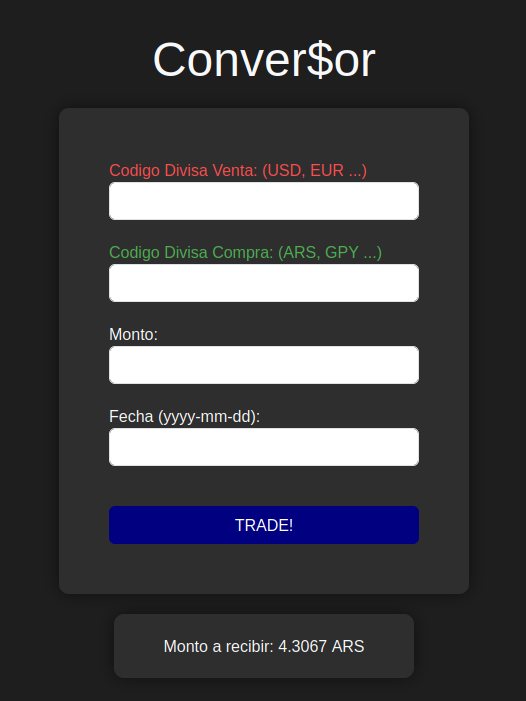 Conver$or
Codigo Divisa Venta: (USD, EUR ...)
Codigo Divisa Compra: (ARS, GPY ...)
Monto:
Fecha (yyyy-mm-dd):
TRADE!
Monto a recibir: 4.3067 ARS